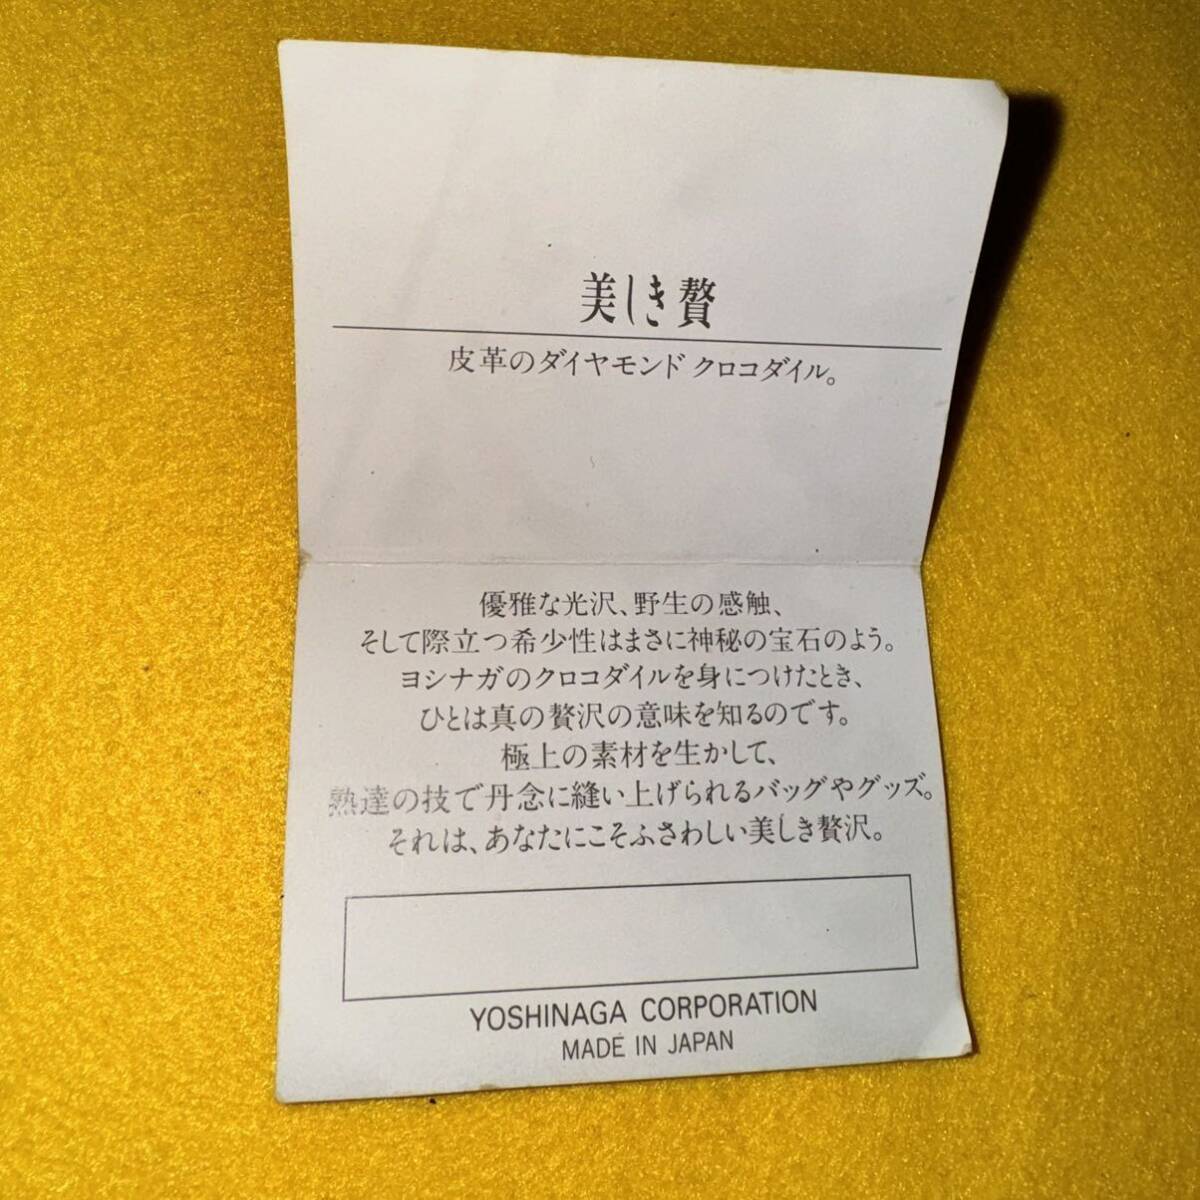 美しき贅
皮革のダイヤモンド クロコダイル。
優雅な光沢、野生の感触、
そして際立つ希少性はまさに神秘の宝石のよう。
ヨシナガのクロコダイルを身につけたとき、
ひとは真の贅沢の意味を知るのです。
極上の素材を生かして、
熟達の技で丹念に縫い上げられるバッグやグッズ。
それは、あなたにこそふさわしい美しき贅沢。
YOSHINAGA CORPORATION
MADE IN JAPAN